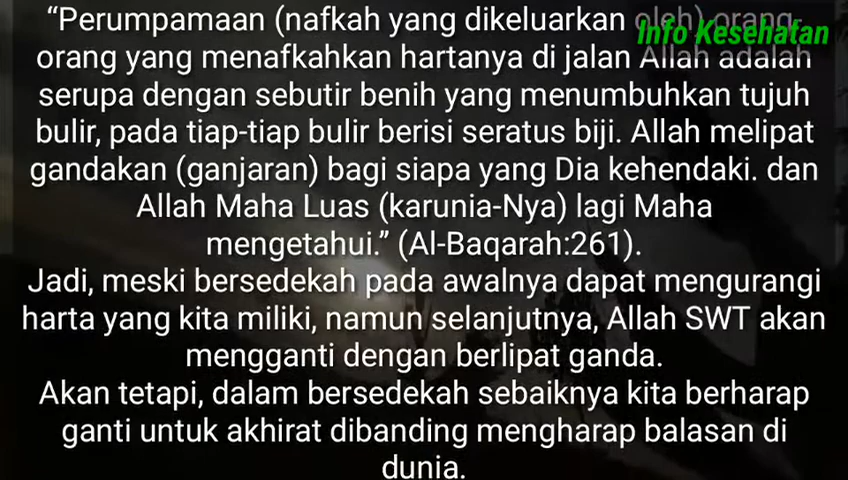 “Perumpamaan (nafkah yang dikeluarkan oleh) orang-
Info Kesehatan
orang yang menafkahkan hartanya di jalan Allah adalah
serupa dengan sebutir benih yang menumbuhkan tujuh
bulir, pada tiap-tiap bulir berisi seratus biji. Allah melipat
gandakan (ganjaran) bagi siapa yang Dia kehendaki. dan
Allah Maha Luas (karunia-Nya) lagi Maha
mengetahui.” (Al-Baqarah:261).
Jadi, meski bersedekah pada awalnya dapat mengurangi
harta yang kita miliki, namun selanjutnya, Allah SWT akan
mengganti dengan berlipat ganda.
Akan tetapi, dalam bersedekah sebaiknya kita berharap
ganti untuk akhirat dibanding mengharap balasan di
dunia.